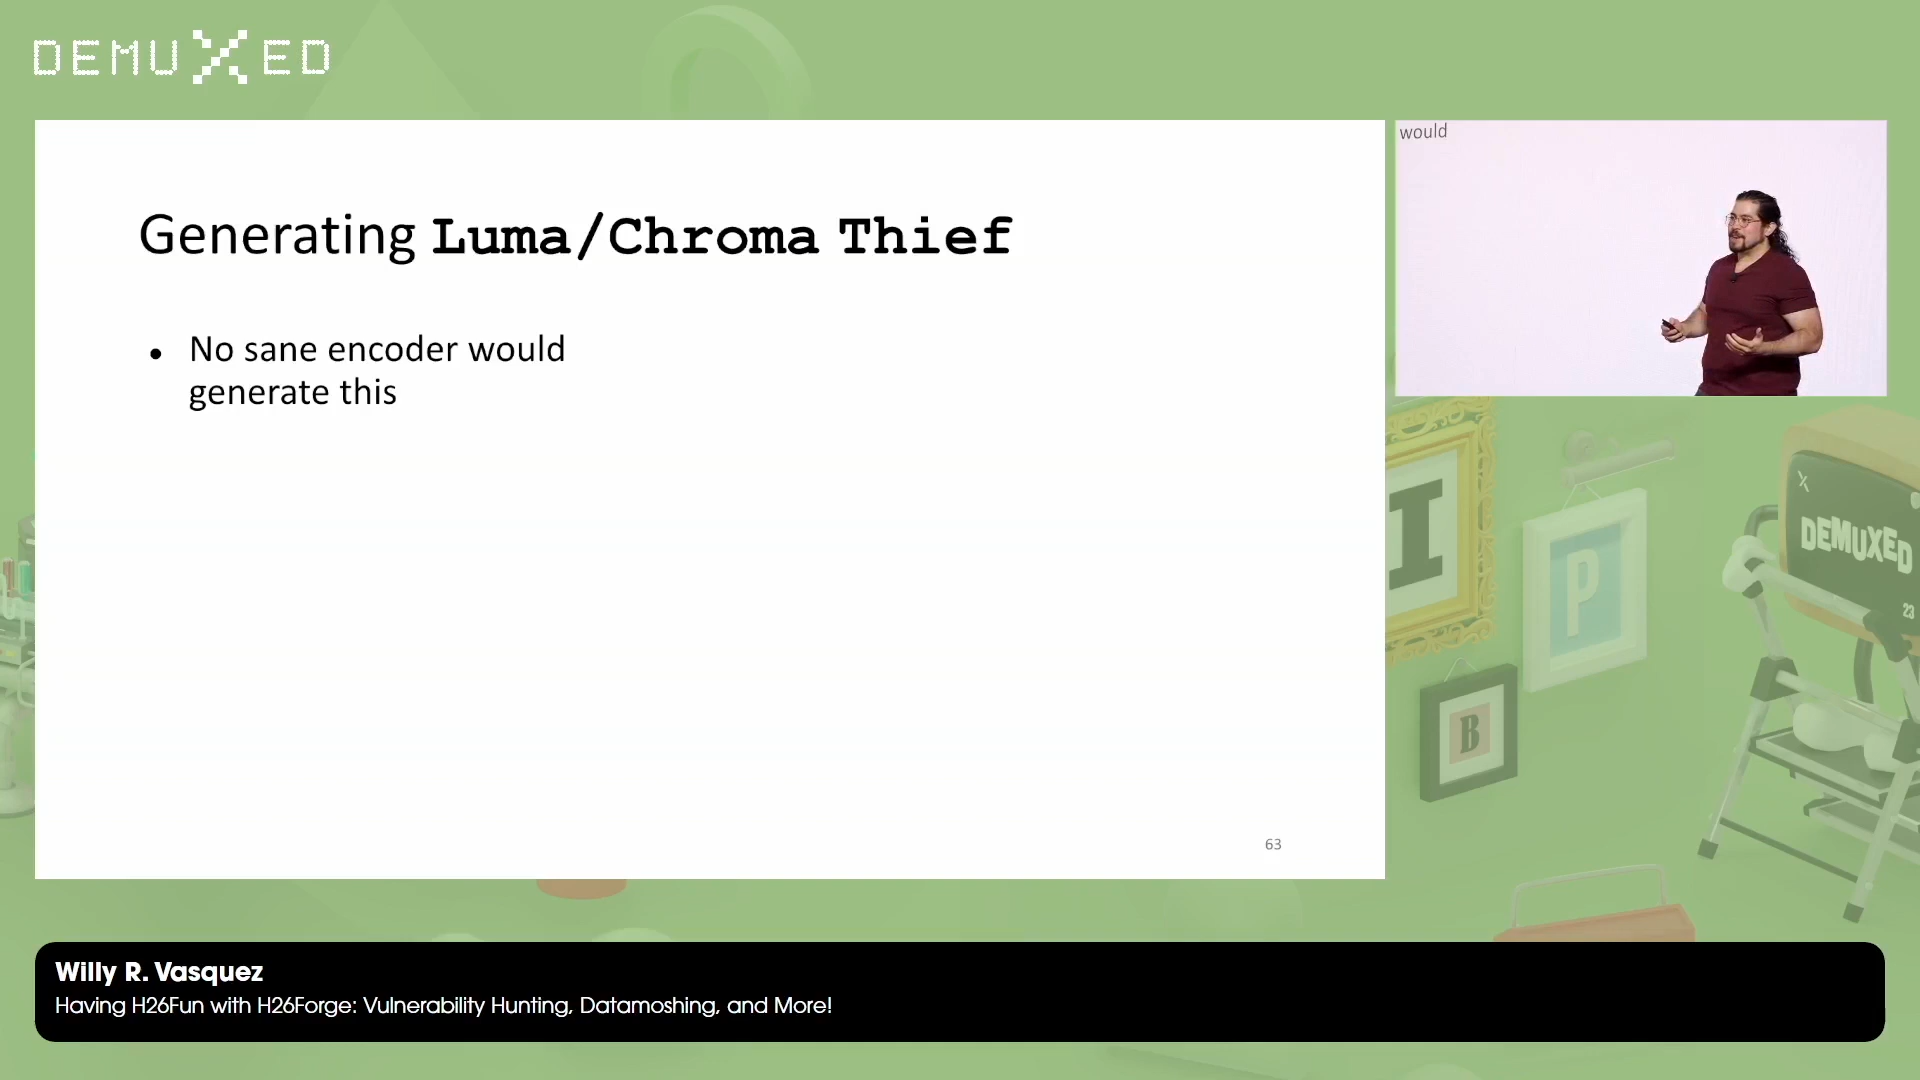 DEMUXED
would
Generating Luma/Chroma Thief
• No sane encoder would
generate this
I
P
B
X
DEMUXED
23
63
Willy R. Vasquez
Having H26Fun with H26Forge: Vulnerability Hunting, Datamoshing, and More!